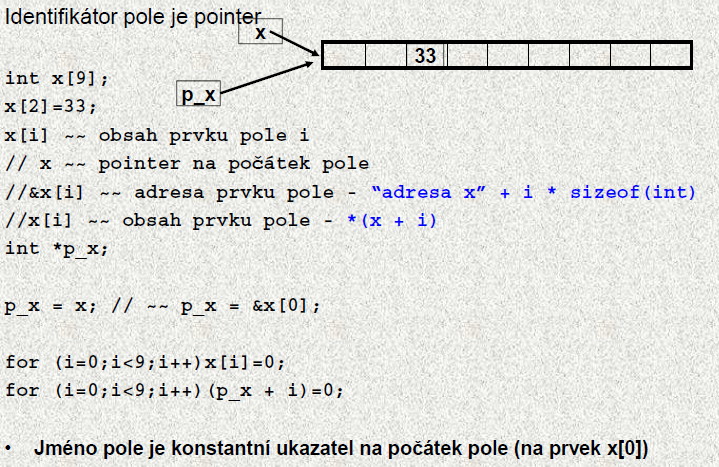 Identifikátor pole je pointer
x
33
p_x
int x[9];
x[2]=33;
x[i] ~~ obsah prvku pole i
// x ~~ pointer na počátek pole
//&x[i] ~~ adresa prvku pole - “adresa x” + i * sizeof(int)
//x[i] ~~ obsah prvku pole - *(x + i)
int *p_x;
p_x = x; // ~~ p_x = &x[0];
for (i=0;i<9;i++)x[i]=0;
for (i=0;i<9;i++)(p_x + i)=0;
• Jméno pole je konstantní ukazatel na počátek pole (na prvek x[0])